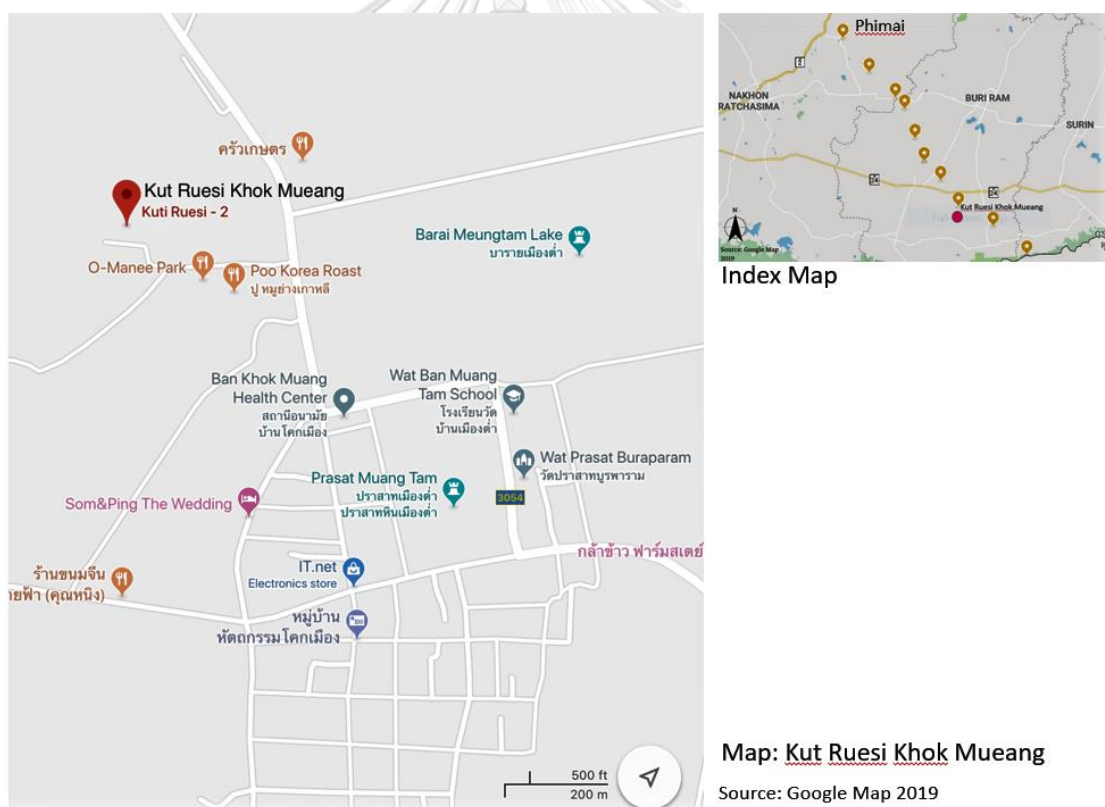 ครัวเกษตร
Kut Ruesi Khok Mueang
Kuti Ruesi - 2
Barai Meungtam Lake
บารายเมืองต่ำ
O-Manee Park
Poo Korea Roast
ปู หมูย่างเกาหลี
Ban Khok Muang
Health Center
สถานีอนามัย
บ้านโคกเมือง
Wat Ban Muang
Tam School
โรงเรียนวัด
บ้านเมืองต่ำ
Wat Prasat Buraparam
วัดปราสาทบูรพาราม
Prasat Muang Tam
ปราสาทเมืองต่ำ
ปราสาทหินเมืองต่ำ
3054
Som&Ping The Wedding
กล้าข้าว ฟาร์มสเตย์
IT.net
Electronics store
ร้านขนมจีน
ายฟ้า (คุณหนิง)
หมู่บ้าน
หัตถกรรมโคกเมือง
500 ft
200 m
Phimai
2
NAKHON
RATCHASIMA
BURI RAM
SURIN
24
24
Kut Ruesi Khok Mueang
N
Source: Google Map
2019
Index Map
Map: Kut Ruesi Khok Mueang
Source: Google Map 2019